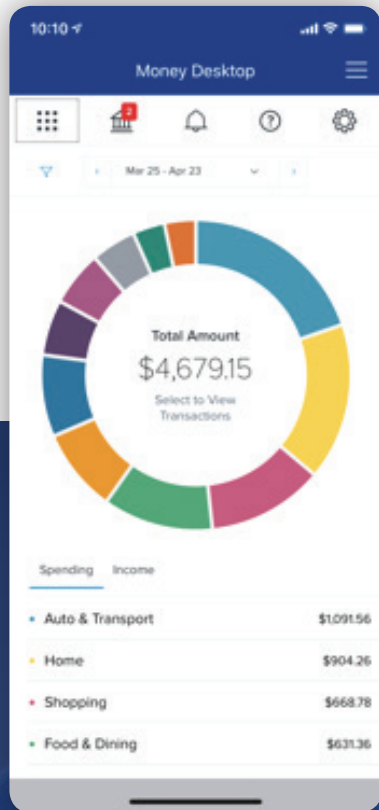 10:10
Money Desktop
2
?
Mar 25 - Apr 23
Total Amount
$4,679.15
Select to View
Transactions
Spending Income
Auto & Transport $1,091.56
Home $904.26
Shopping $668.78
Food & Dining $631.36